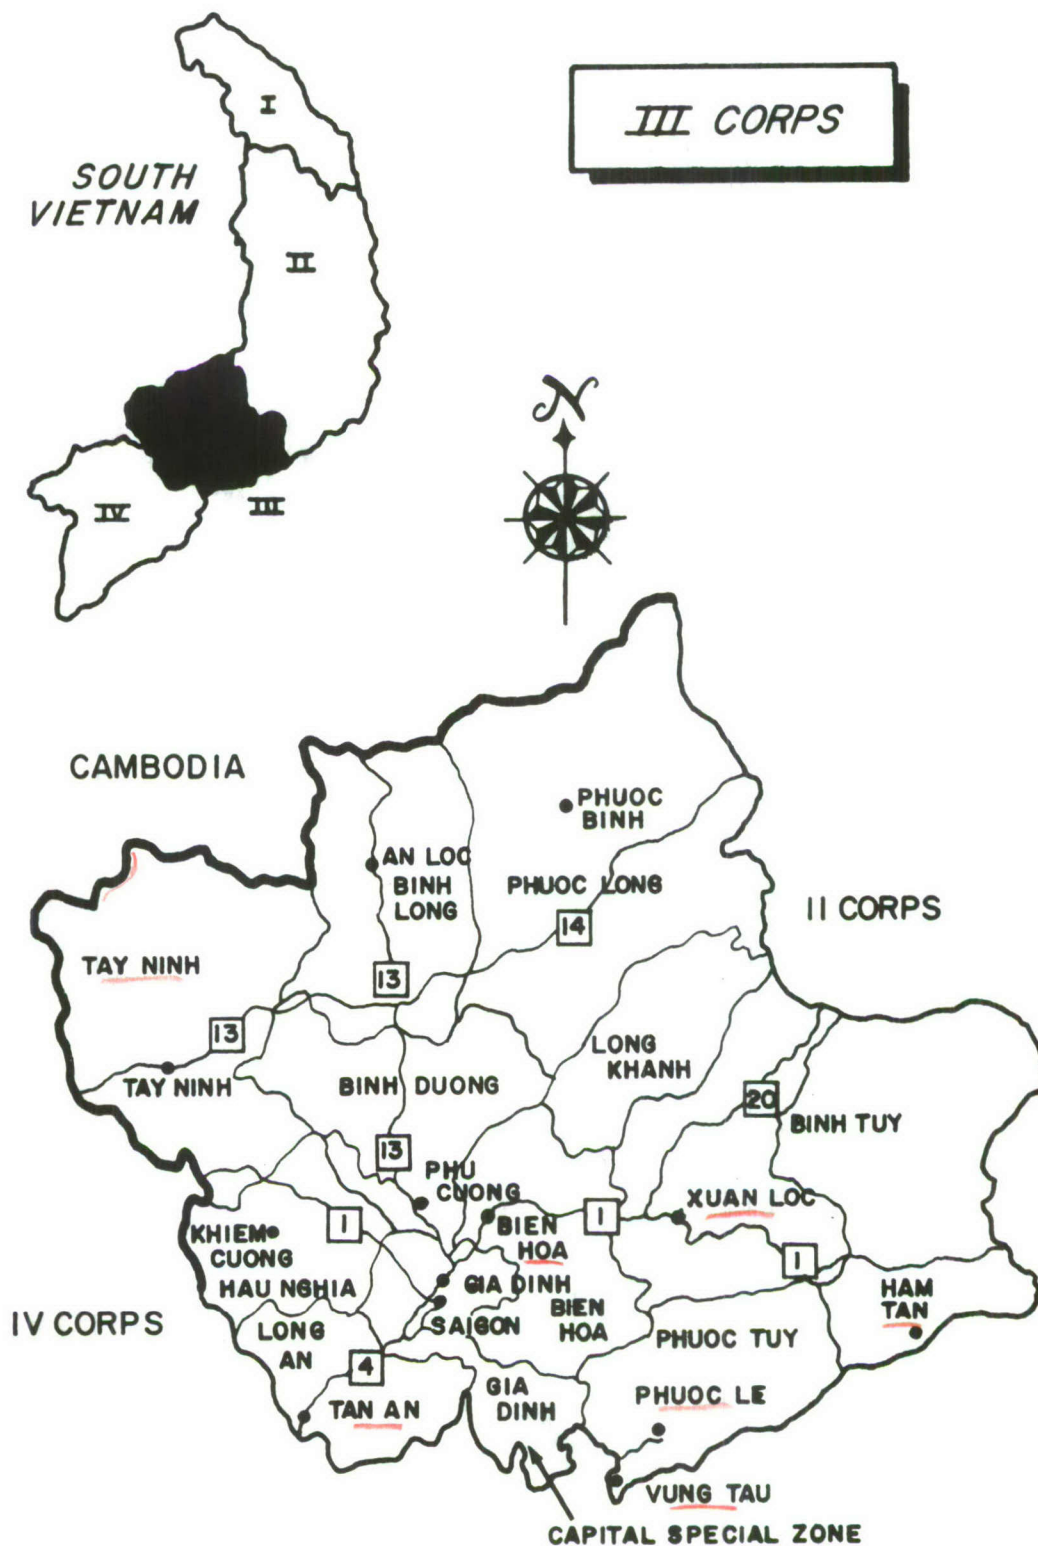 III CORPS
I
SOUTH
VIETNAM
II
IV
III
N
CAMBODIA
PHUOC
BINH
AN LOC
BINH
LONG
PHUOC LONG
14
II CORPS
TAY NINH
13
13
LONG
KHANH
TAY NINH
BINH DUONG
20
BINH TUY
13
PHU
CUONG
XUAN LOC
1
1
BIEN
HOA
KHIEM
CUONG
1
HAU NGHIA
GIA DINH
HAM
TAN
IV CORPS
LONG
AN
SAIGON
BIEN
HOA
PHUOC TUY
4
GIA
DINH
TAN AN
PHUOC LE
VUNG TAU
CAPITAL SPECIAL ZONE